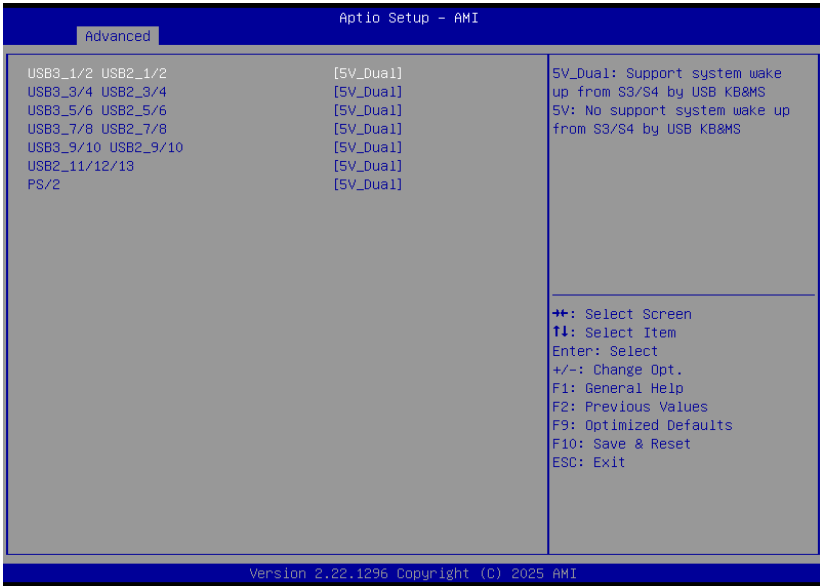 Aptio Setup – AMI
Advanced
USB3_1/2 USB2_1/2 [5V_Dual]
USB3_3/4 USB2_3/4 [5V_Dual]
USB3_5/6 USB2_5/6 [5V_Dual]
USB3_7/8 USB2_7/8 [5V_Dual]
USB3_9/10 USB2_9/10 [5V_Dual]
USB2_11/12/13 [5V_Dual]
PS/2 [5V_Dual]
5V_Dual: Support system wake
up from S3/S4 by USB KB&MS
5V: No support system wake up
from S3/S4 by USB KB&MS
→←: Select Screen
↑↓: Select Item
Enter: Select
+/-: Change Opt.
F1: General Help
F2: Previous Values
F9: Optimized Defaults
F10: Save & Reset
ESC: Exit
Version 2.22.1296 Copyright (C) 2025 AMI